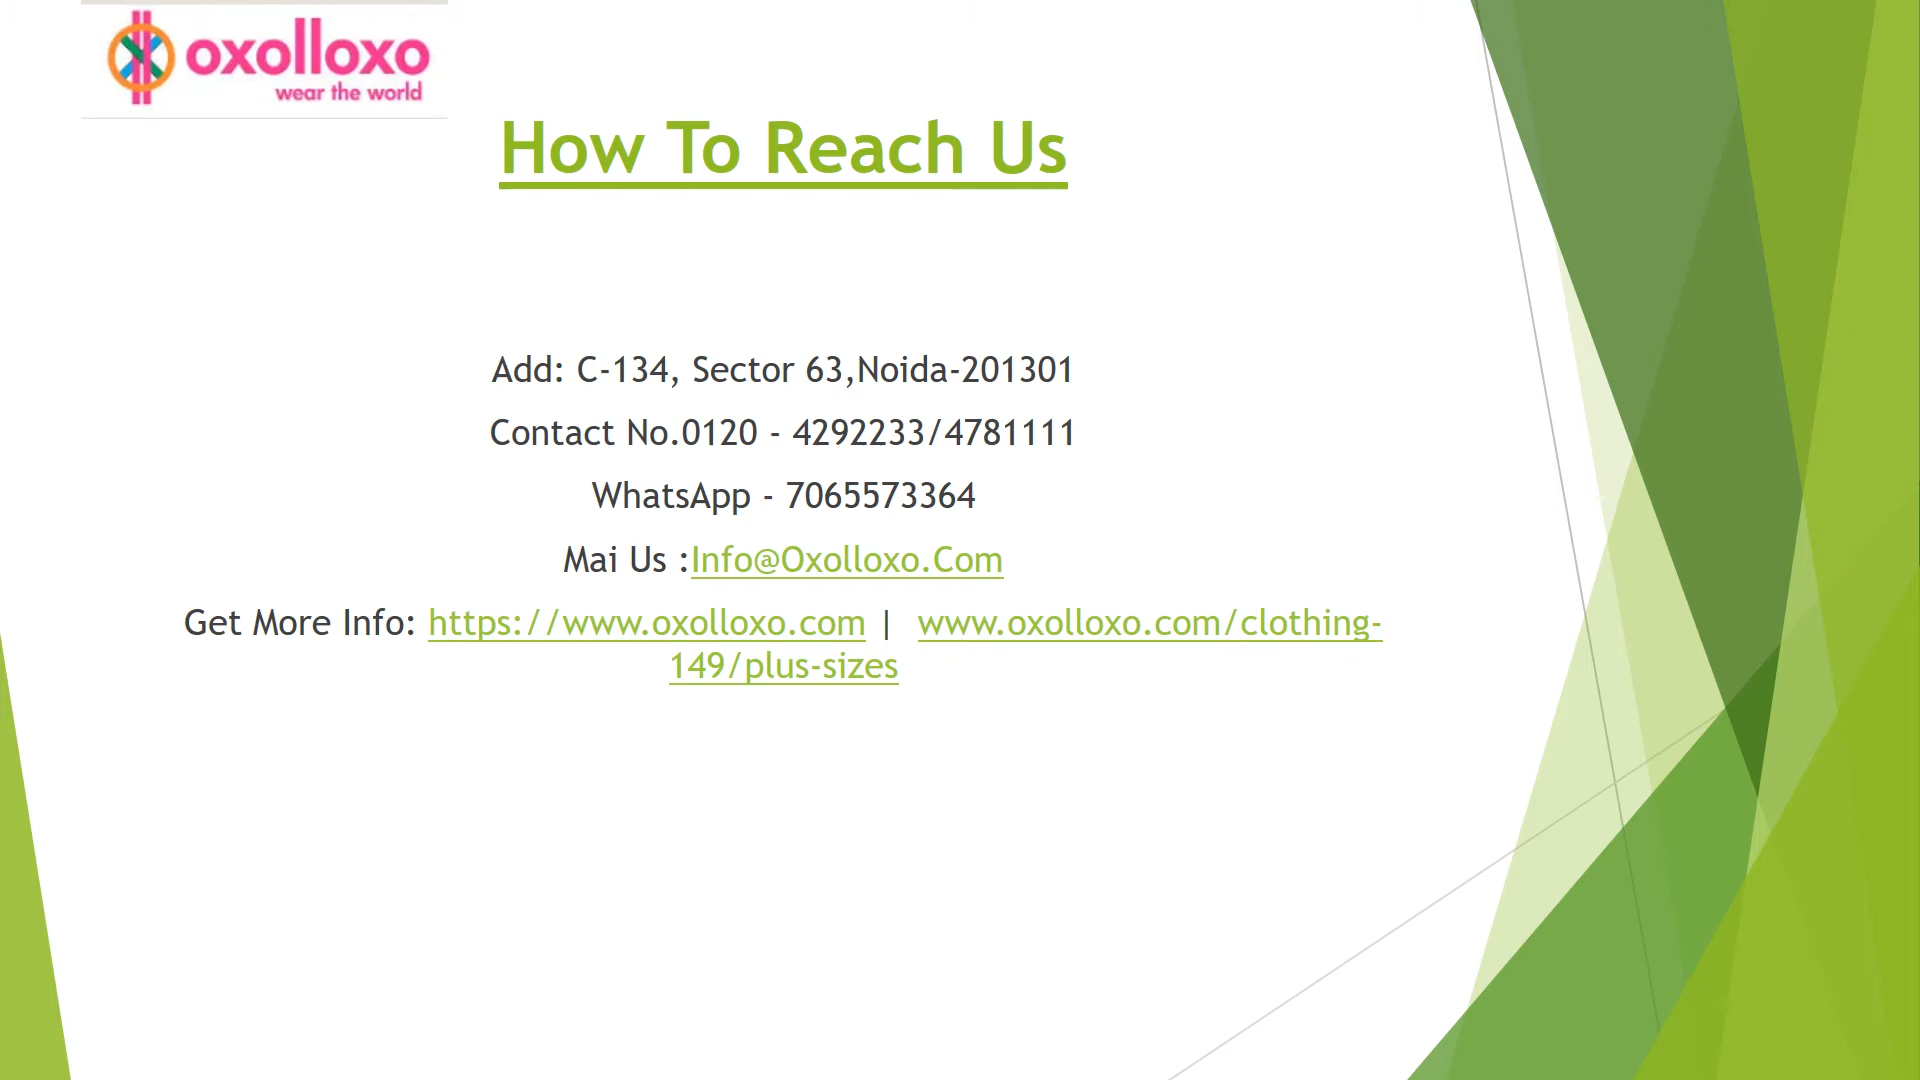 oxolloxo
wear the world
How To Reach Us
Add: C-134, Sector 63,Noida-201301
Contact No.0120 - 4292233/4781111
WhatsApp - 7065573364
Mai Us :Info@Oxolloxo.Com
Get More Info: https://www.oxolloxo.com | www.oxolloxo.com/clothing-
149/plus-sizes